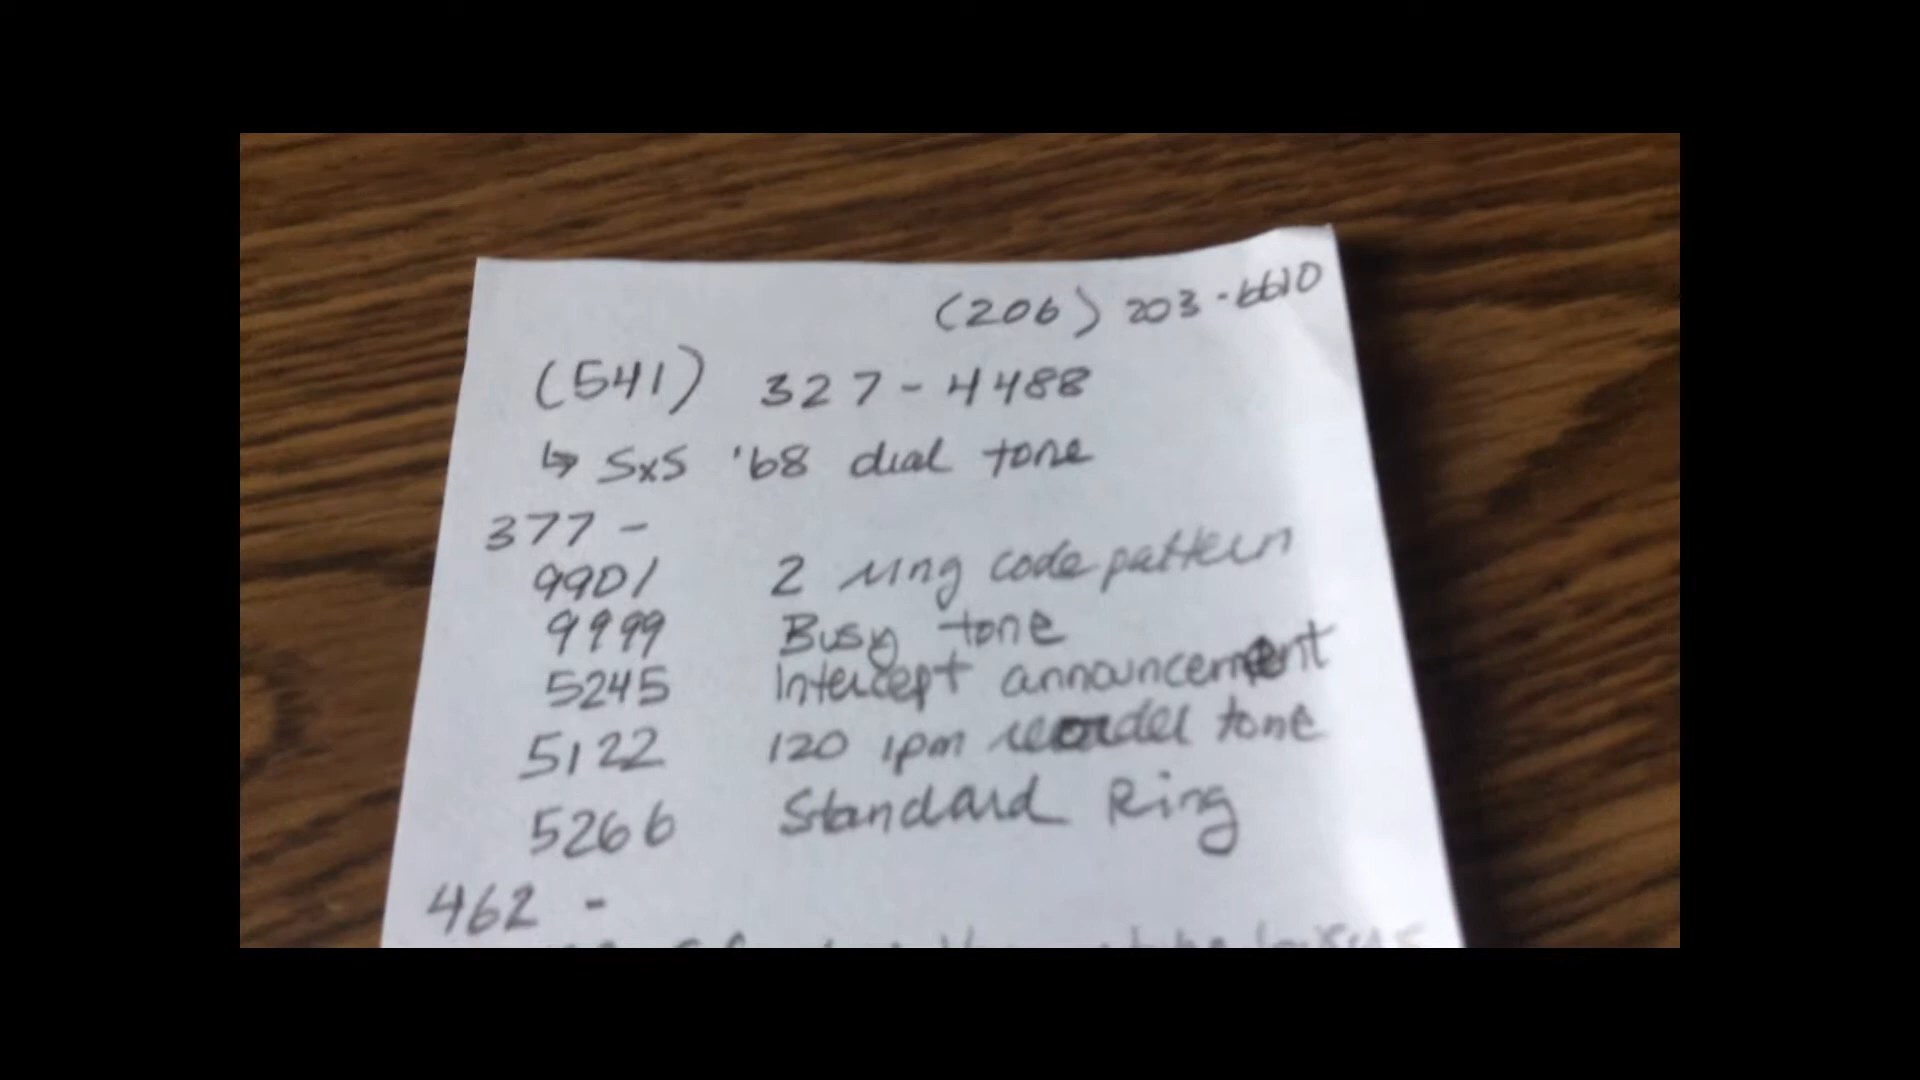 (206) 203-6610
(541) 327-4488
↳ SxS '68 dial tone
377 -
9901 2 ring code pattern
9999 Busy tone
5245 Intercept announcement
5122 120 ipm reorder tone
5266 Standard Ring
462 -